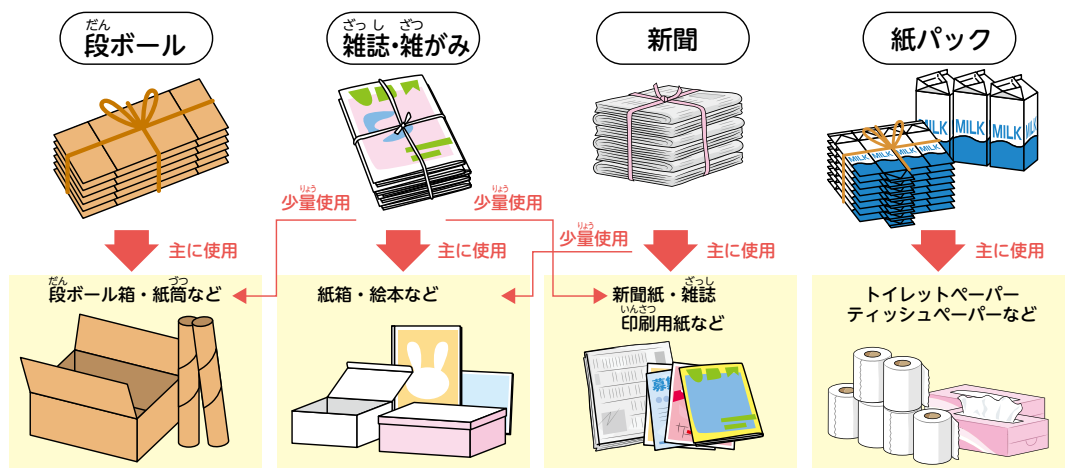 段ボール
だん
雑誌・雑がみ
ざっし ざつ
新聞
紙パック
MILK
MILK
MILK
MILK
MILK
MILK
MILK
少量使用
りょう
少量使用
りょう
少量使用
りょう
主に使用
主に使用
主に使用
主に使用
段ボール箱・紙筒など
だん づつ
紙箱・絵本など
新聞紙・雑誌
ざっし
印刷用紙など
いんさつ
トイレットペーパー
ティッシュペーパーなど